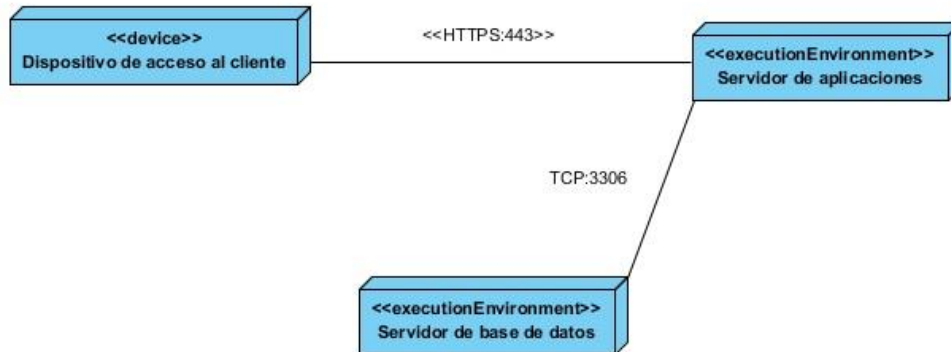 <<device>>
Dispositivo de acceso al cliente
<<HTTPS:443>>
<<executionEnvironment>>
Servidor de aplicaciones
TCP:3306
<<executionEnvironment>>
Servidor de base de datos